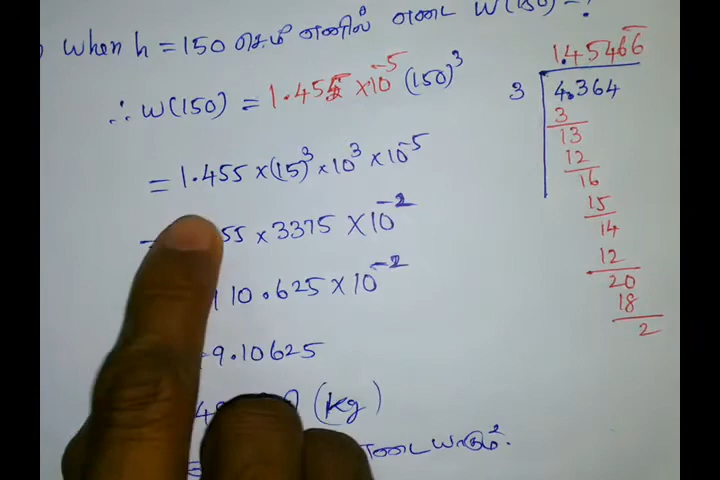 When h = 150 செமீ எனில் எடை W(150) = ?
∴ W(150) = 1.455 ×10⁻⁵ (150)³
= 1.455 × (15)³ × 10³ × 10⁻⁵
55 × 3375 × 10⁻²
10.625 × 10⁻²
9.10625
(kg)
எடையாகும்.
1.45466
3 4.364
3
13
12
16
15
14
12
20
18
2